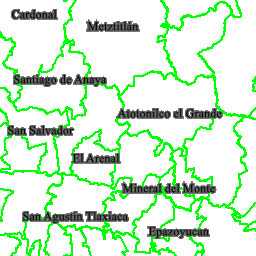 Cardonal
Metztitlán
Santiago de Anaya
Atotonilco el Grande
San Salvador
El Arenal
Mineral del Monte
San Agustín Tlaxiaca
Epazoyucan